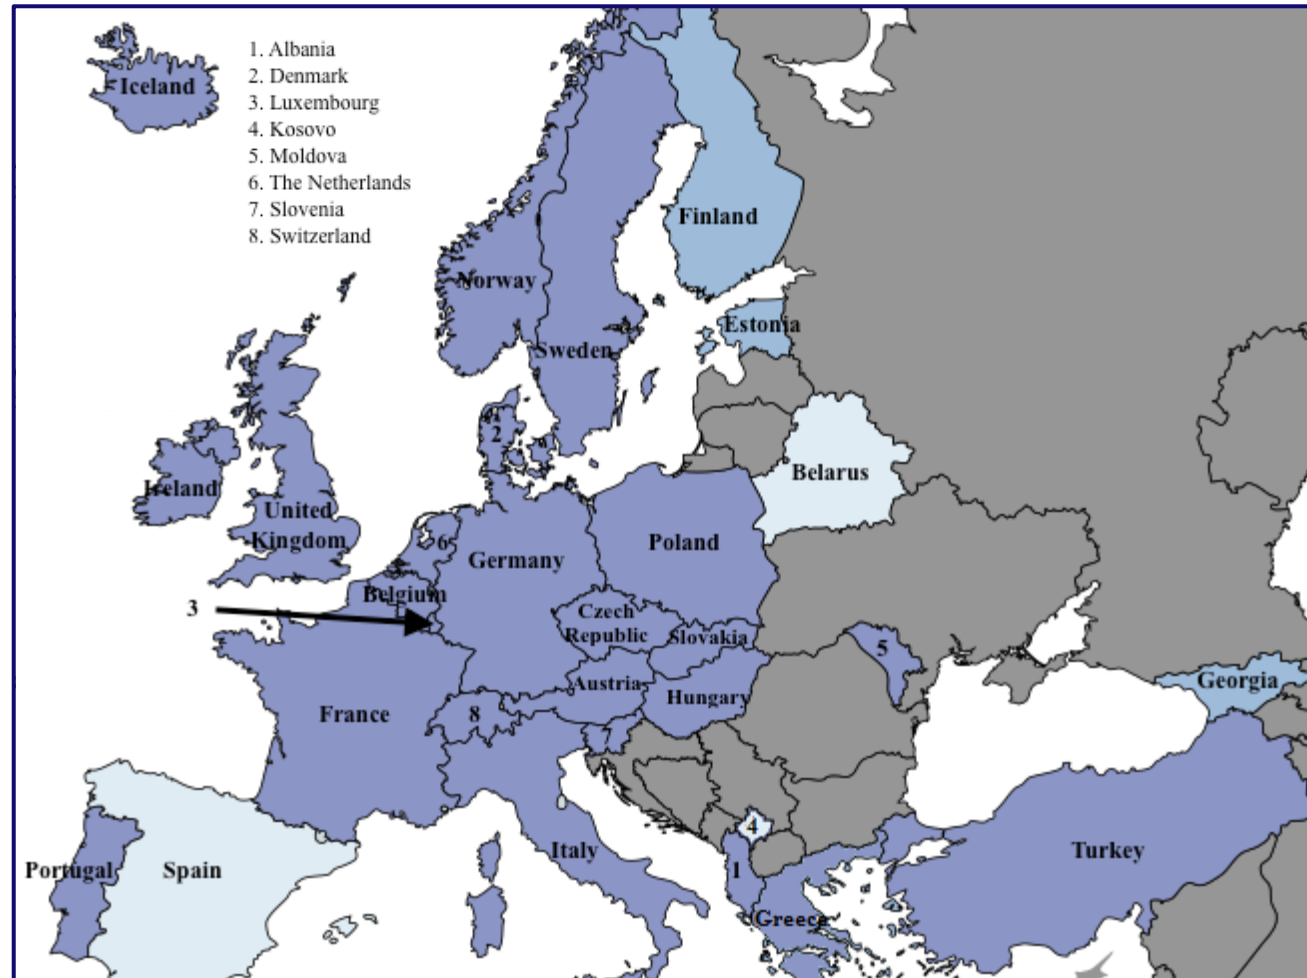 1. Albania
2. Denmark
3. Luxembourg
4. Kosovo
5. Moldova
6. The Netherlands
7. Slovenia
8. Switzerland
Iceland
Finland
Norway
Estonia
Sweden
2
Belarus
Ireland
United
Kingdom
6
Poland
Germany
Belgium
3
Czech
Republic
Slovakia
5
Austria
Georgia
Hungary
France
8
7
4
Italy
Turkey
Portugal
Spain
1
Greece